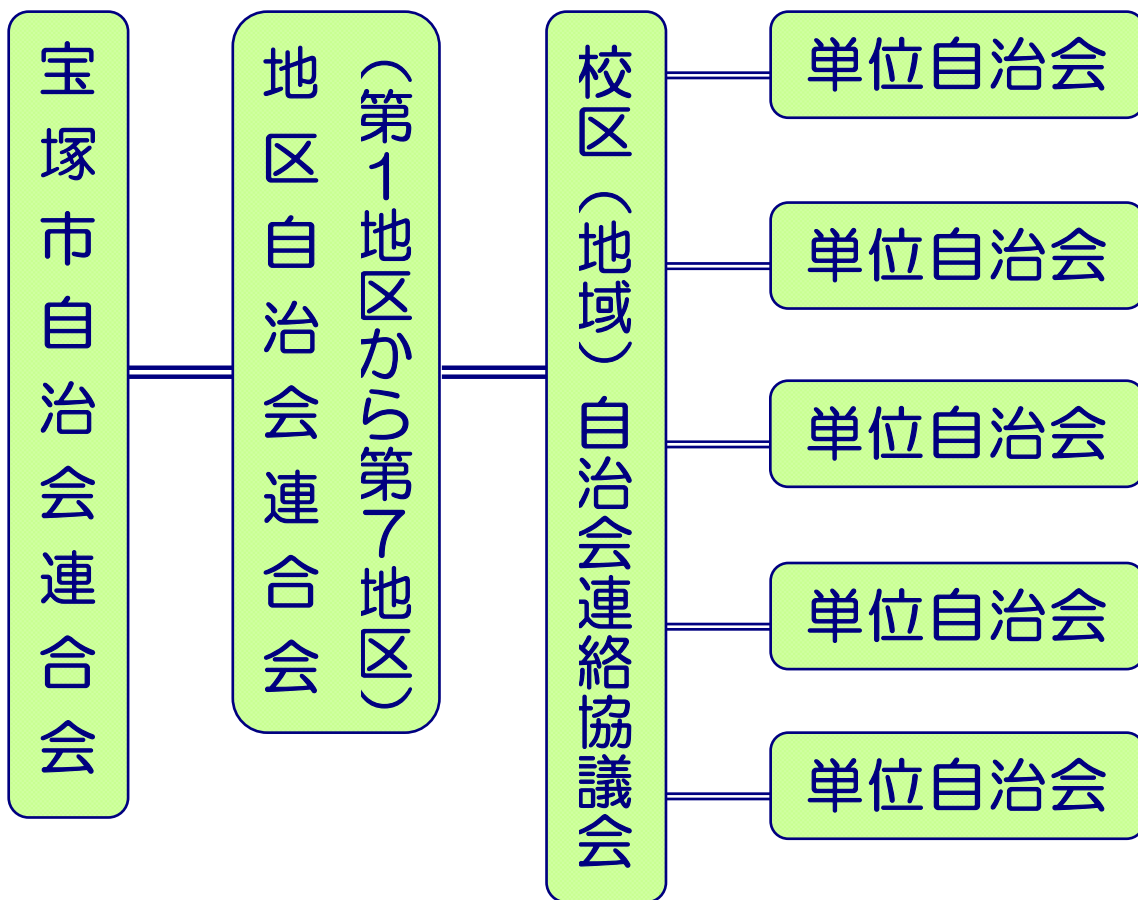 宝塚市自治会連合会
地区自治会連合会
（第１地区から第７地区）
校区（地域）自治会連絡協議会
単位自治会
単位自治会
単位自治会
単位自治会
単位自治会